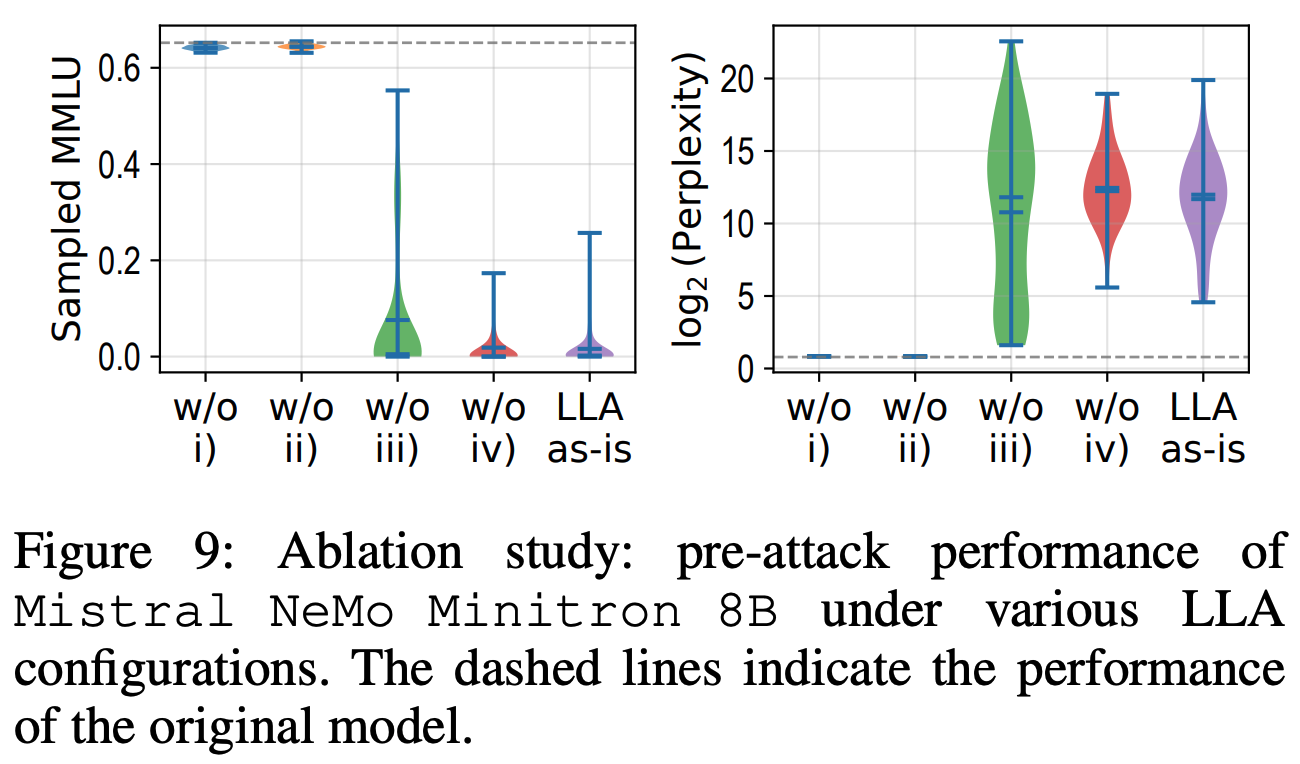 Sampled MMLU
0.6
0.4
0.2
0.0
w/o i)
w/o ii)
w/o iii)
w/o iv)
LLA as-is
log₂ (Perplexity)
20
15
10
5
0
w/o i)
w/o ii)
w/o iii)
w/o iv)
LLA as-is
Figure 9: Ablation study: pre-attack performance of
Mistral NeMo Minitron 8B under various LLA
configurations. The dashed lines indicate the performance
of the original model.